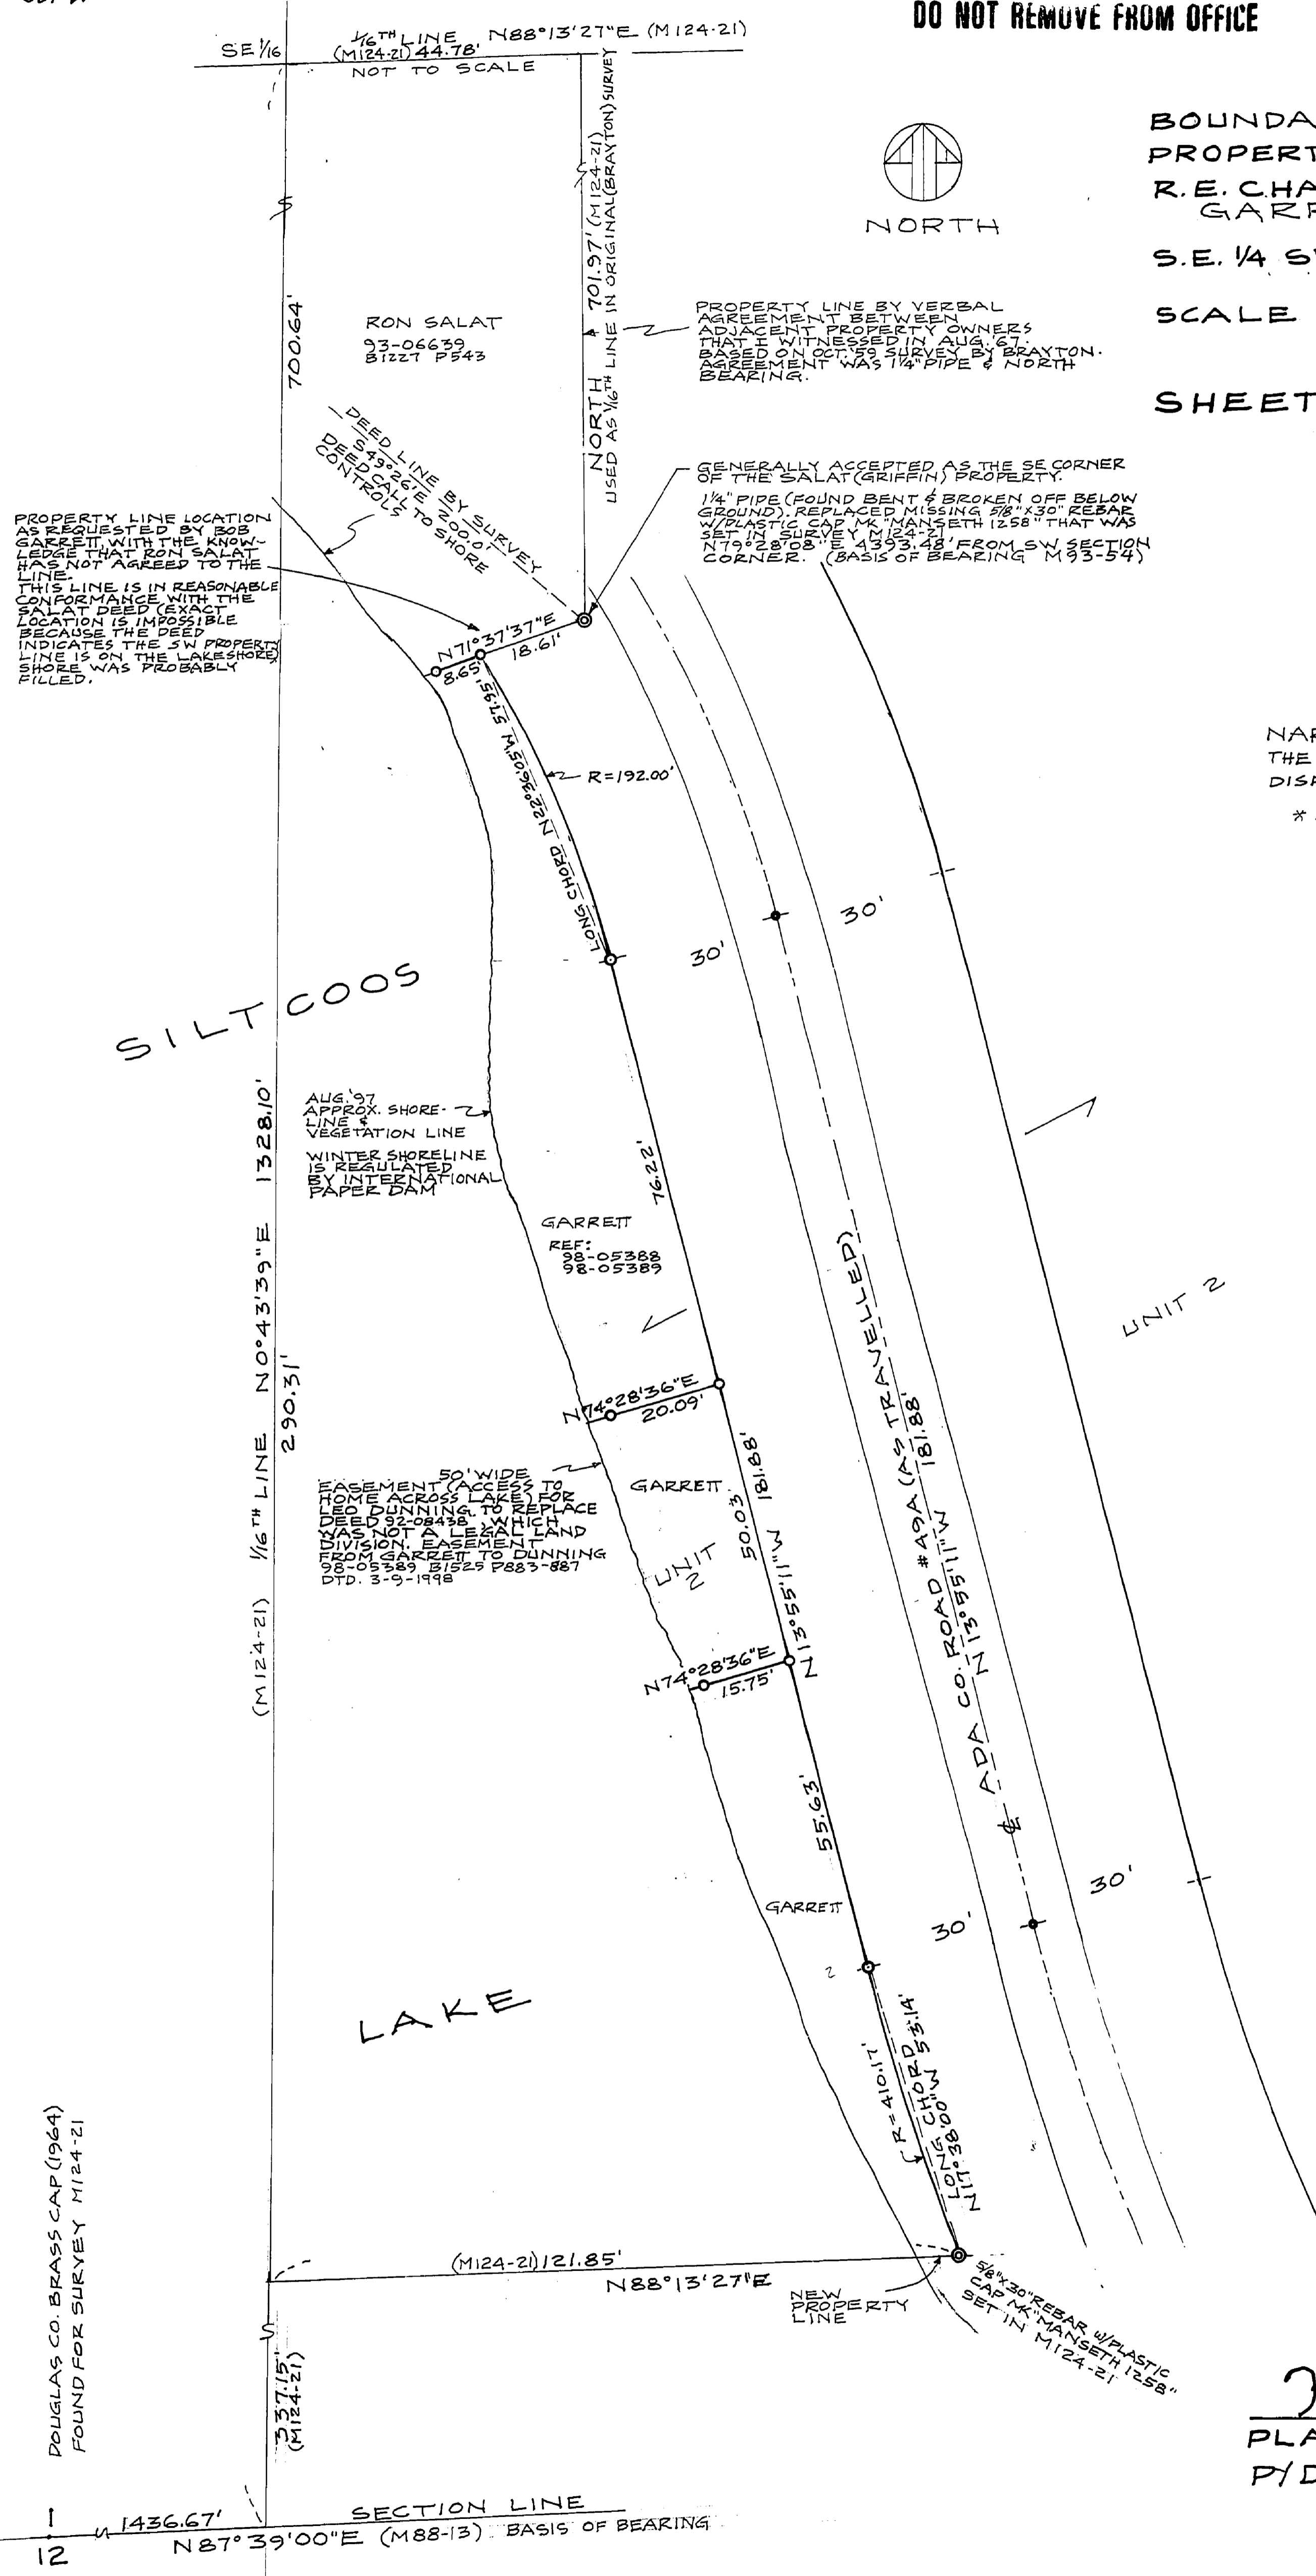 DO NOT REMOVE FROM OFFICE
1/16TH LINE N88°13'27"E (M124-21)
SE 1/16
(M124-21) 44.78'
NOT TO SCALE
NORTH 701.97' (M124-21)
USED AS 1/16TH LINE IN ORIGINAL (BRAYTON) SURVEY
NORTH
BOUNDA
PROPERT
R.E. CHA
GARR
S.E. 1/4 S
SCALE
SHEET
700.64'
RON SALAT
93-06639
B1227 P543
PROPERTY LINE BY VERBAL
AGREEMENT BETWEEN
ADJACENT PROPERTY OWNERS
THAT I WITNESSED IN AUG. '67.
BASED ON OCT. '59 SURVEY BY BRAYTON.
AGREEMENT WAS 1¼" PIPE & NORTH
BEARING.
DEED LINE BY SURVEY
S49°26'E 200.0'
DEED CALL TO SHORE
CONTROLS
GENERALLY ACCEPTED AS THE SE CORNER
OF THE SALAT (GRIFFIN) PROPERTY.
1¼" PIPE (FOUND BENT & BROKEN OFF BELOW
GROUND). REPLACED MISSING 5/8"X30" REBAR
W/PLASTIC CAP MK. "MANSETH 1258" THAT WAS
SET IN SURVEY M124-21.
N79°28'08"E 4393.48' FROM SW SECTION
CORNER. (BASIS OF BEARING M93-54)
PROPERTY LINE LOCATION
AS REQUESTED BY BOB
GARRETT, WITH THE KNOW-
LEDGE THAT RON SALAT
HAS NOT AGREED TO THE
LINE.
THIS LINE IS IN REASONABLE
CONFORMANCE WITH THE
SALAT DEED (EXACT
LOCATION IS IMPOSSIBLE
BECAUSE THE DEED
INDICATES THE SW PROPERTY
LINE IS ON THE LAKESHORE)
SHORE WAS PROBABLY
FILLED.
N71°37'37"E
18.61'
8.65'
LONG CHORD N22°36'05"W 57.95'
R=192.00'
NAR
THE
DISP
*
30'
30'
SILTCOOS
AUG. '97
APPROX. SHORE-
LINE &
VEGETATION LINE
WINTER SHORELINE
IS REGULATED
BY INTERNATIONAL
PAPER DAM
(M124-21) 1/16TH LINE N0°43'39"E 1328.10'
290.31'
76.22'
GARRETT
REF:
98-05388
98-05389
UNIT 2
N74°28'36"E
20.09'
50' WIDE
EASEMENT (ACCESS TO
HOME ACROSS LAKE) FOR
LEO DUNNING, TO REPLACE
DEED 92-08438, WHICH
WAS NOT A LEGAL LAND
DIVISION. EASEMENT
FROM GARRETT TO DUNNING
98-05389 B1525 P883-887
DTD. 3-9-1998
GARRETT
UNIT
2
50.03'
N13°55'11"W 181.88'
℄ ADA CO. ROAD #49A (AS TRAVELLED)
N13°55'11"W 181.88'
N74°28'36"E
15.75'
55.63'
GARRETT
30'
30'
2
LAKE
R=410.17'
LONG CHORD
N17°38'00"W 53.14'
(M124-21) 121.85'
N88°13'27"E
NEW
PROPERTY
LINE
5/8"X30" REBAR W/PLASTIC
CAP MK "MANSETH 1258"
SET IN M124-21
DOUGLAS CO. BRASS CAP (1964)
FOUND FOR SURVEY M124-21
337.15'
(M124-21)
PLA
P/D
1
12
1436.67'
SECTION LINE
N87°39'00"E (M88-13) BASIS OF BEARING